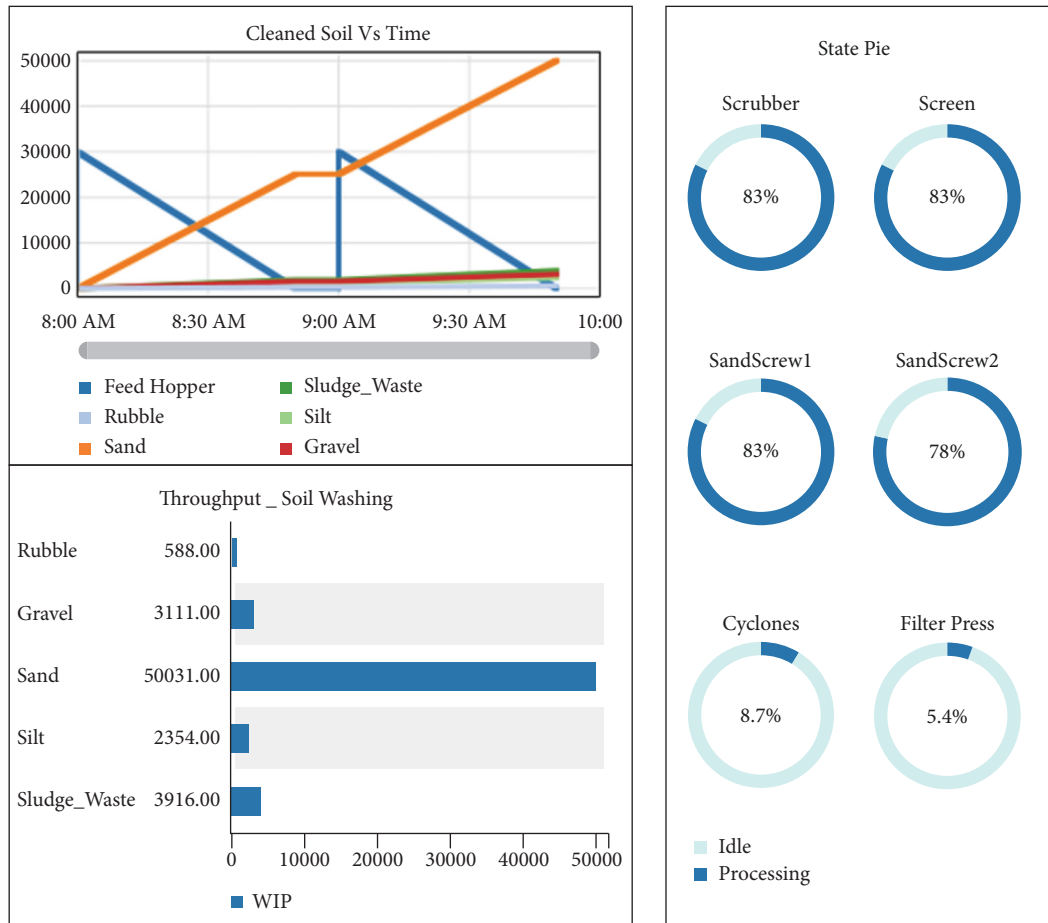 Cleaned Soil Vs Time
50000
40000
30000
20000
10000
0
8:00 AM 8:30 AM 9:00 AM 9:30 AM 10:00
Feed Hopper Sludge_Waste
Rubble Silt
Sand Gravel
Throughput _ Soil Washing
Rubble 588.00
Gravel 3111.00
Sand 50031.00
Silt 2354.00
Sludge_Waste 3916.00
0 10000 20000 30000 40000 50000
WIP
State Pie
Scrubber Screen
83% 83%
SandScrew1 SandScrew2
83% 78%
Cyclones Filter Press
8.7% 5.4%
Idle
Processing